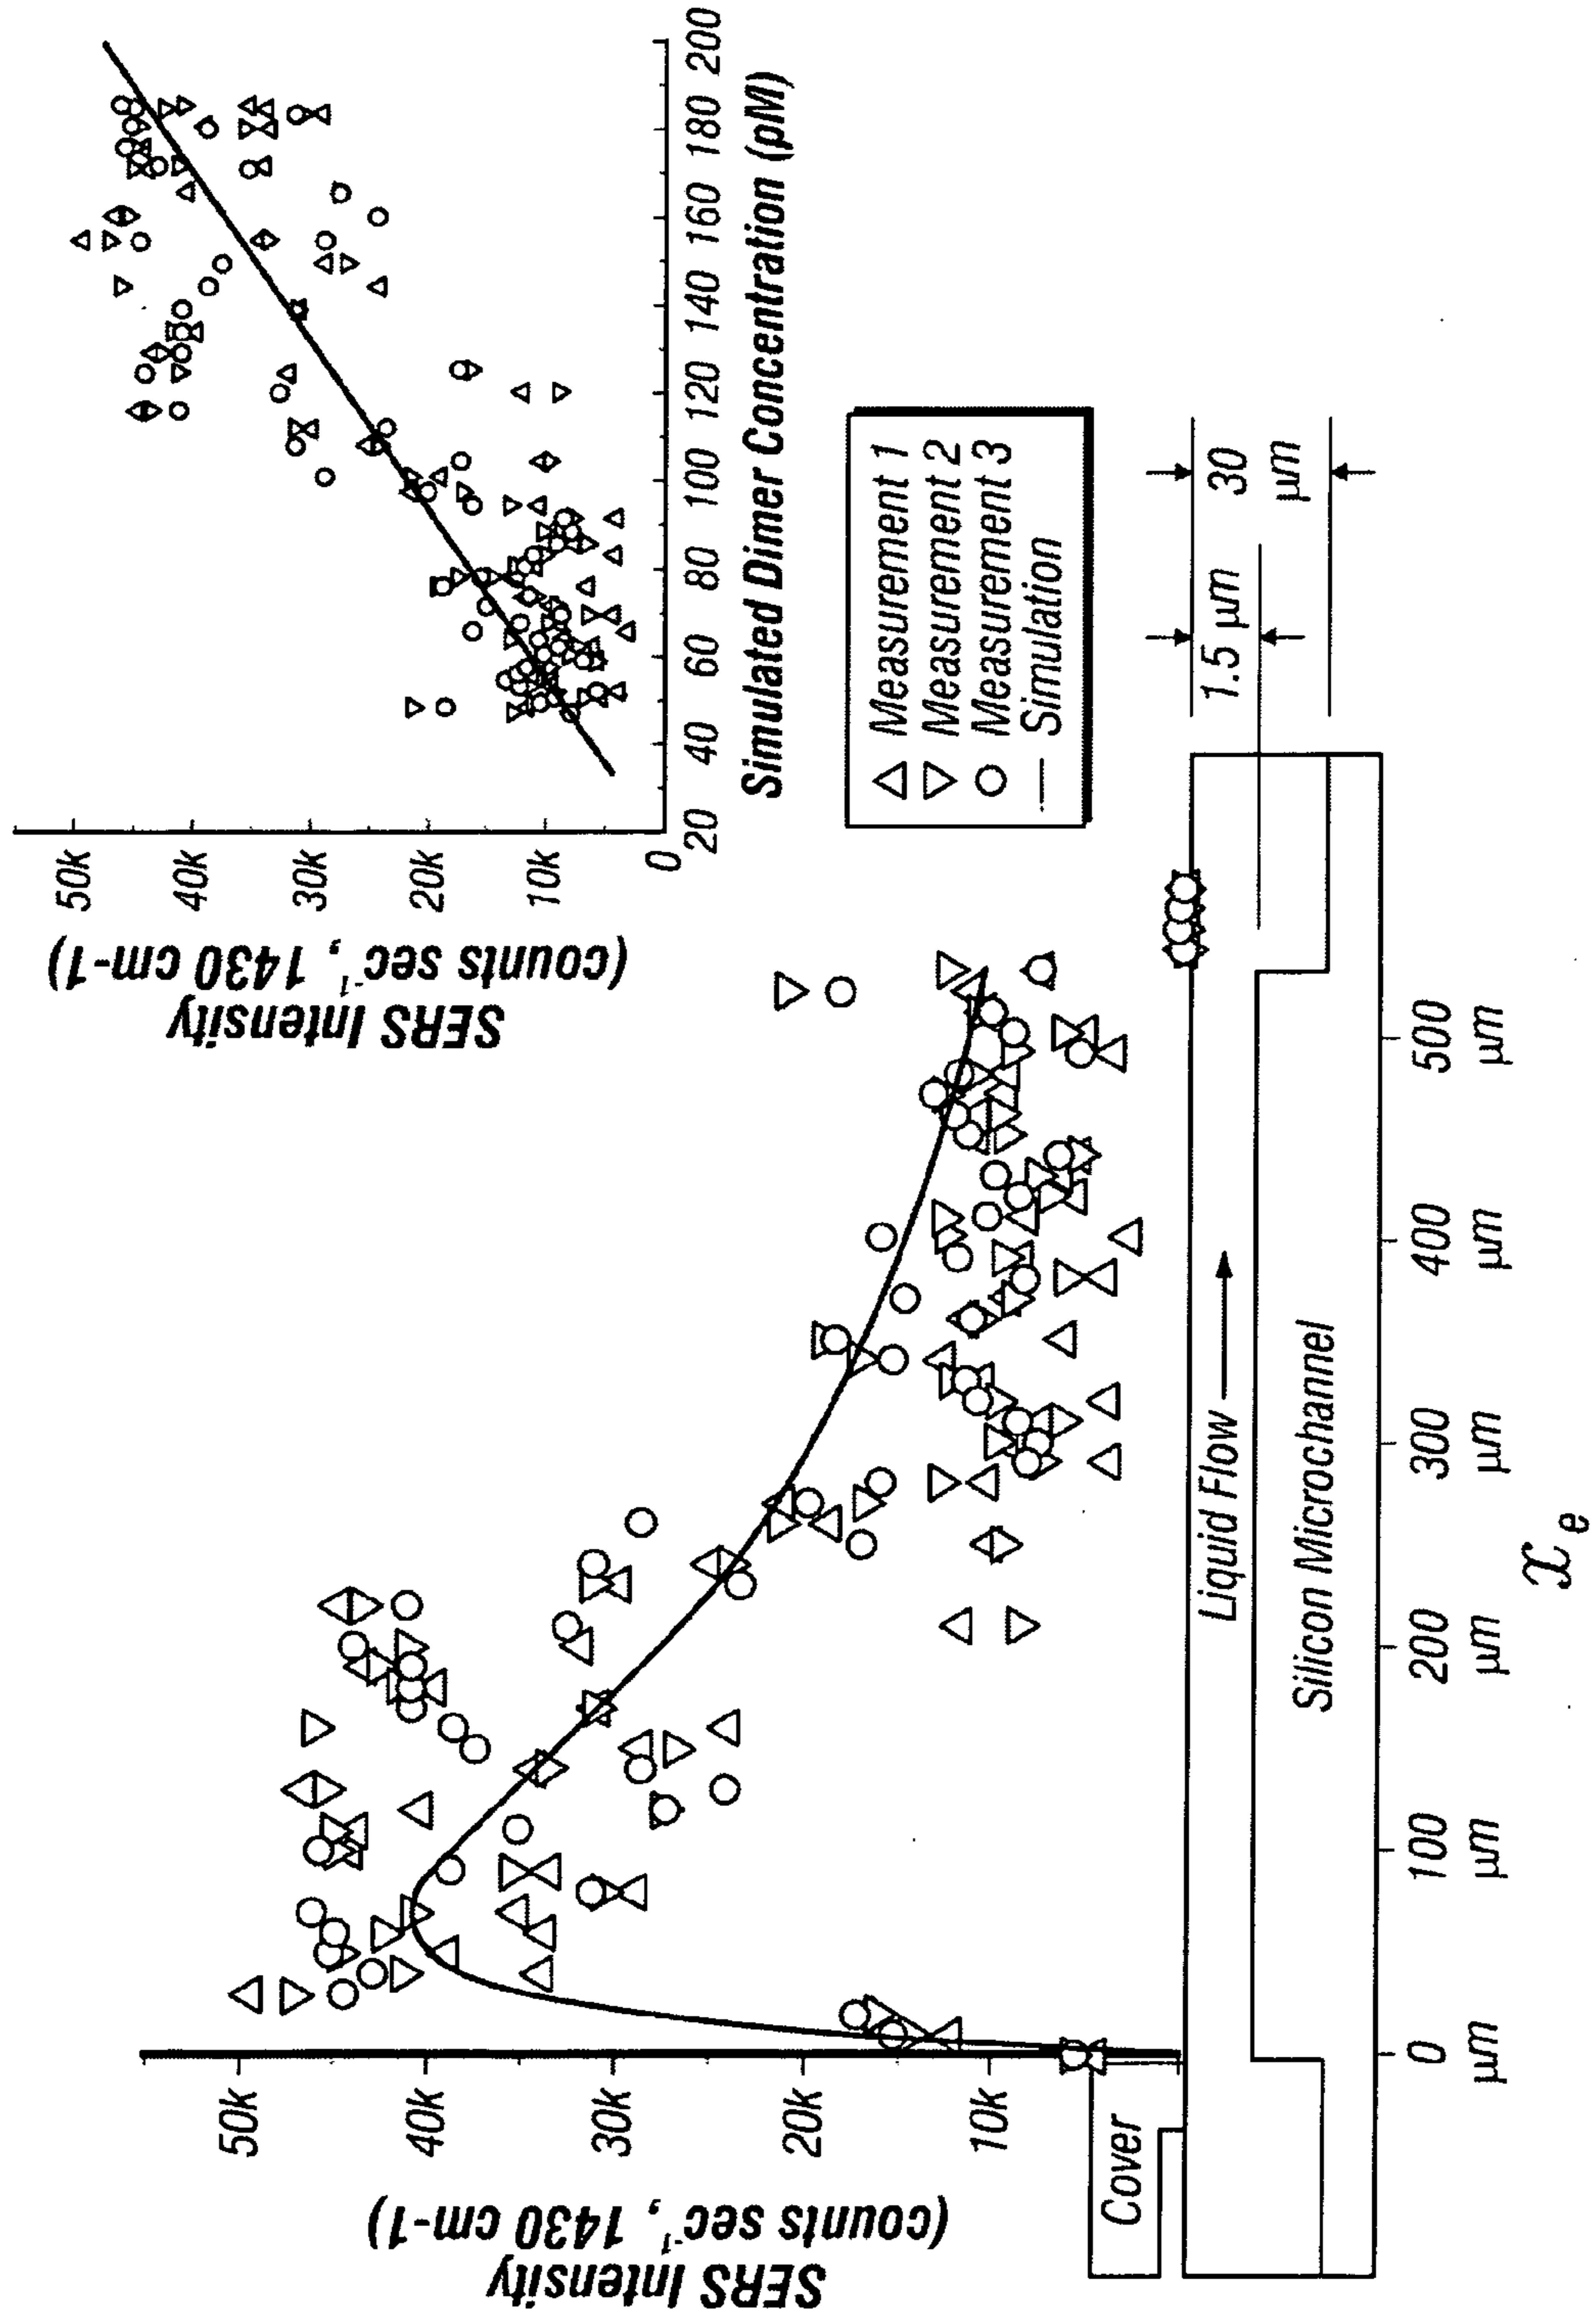 SERS Intensity
(counts sec⁻¹, 1430 cm-1)
50k
40k
30k
20k
10k
SERS Intensity
(counts sec⁻¹, 1430 cm-1)
50k
40k
30k
20k
10k
0
20 40 60 80 100 120 140 160 180 200
Simulated Dimer Concentration (pM)
Measurement 1
Measurement 2
Measurement 3
Simulation
Cover
Liquid Flow
Silicon Microchannel
1.5 μm
30
μm
0 100 200 300 400 500
μm μm μm μm μm μm
xₑ